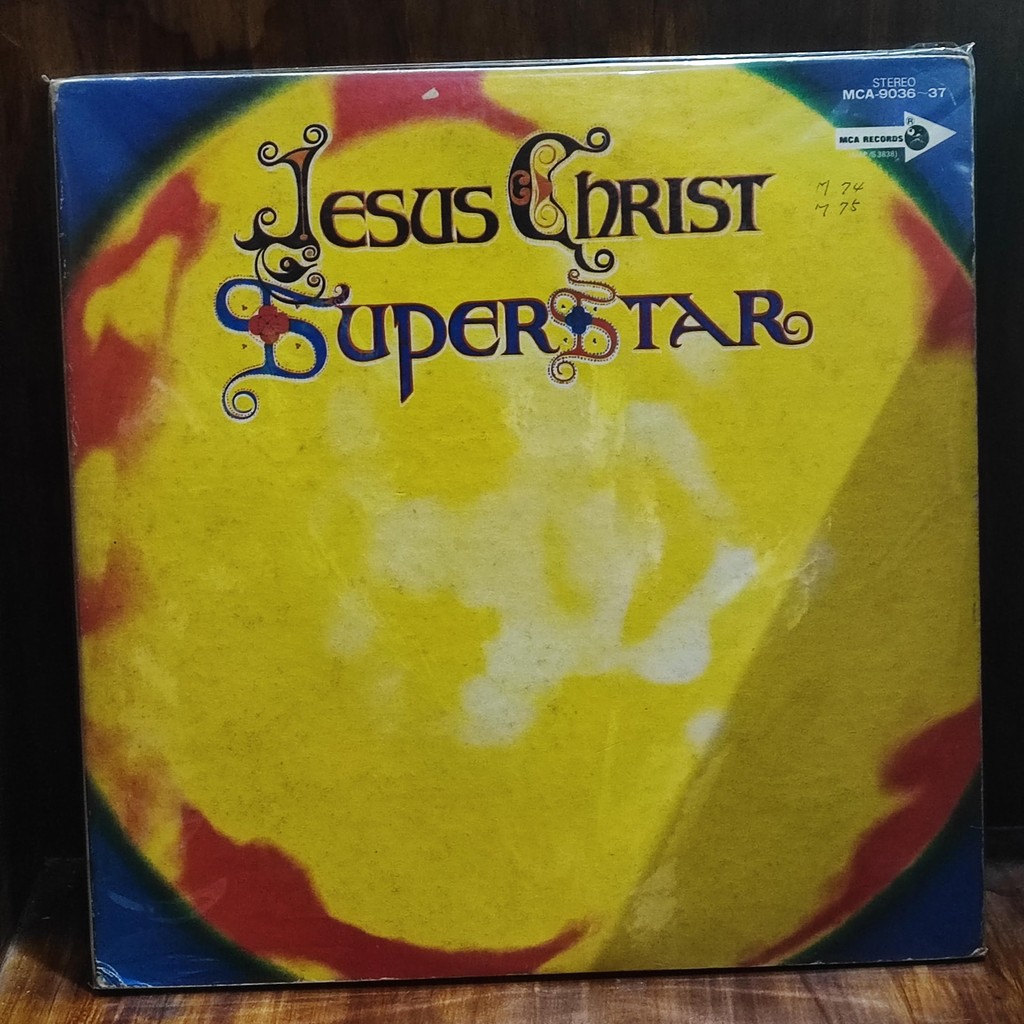 STEREO
MCA-9036~37
MCA RECORDS
JESUS CHRIST
SUPERSTAR
M 74
M 75